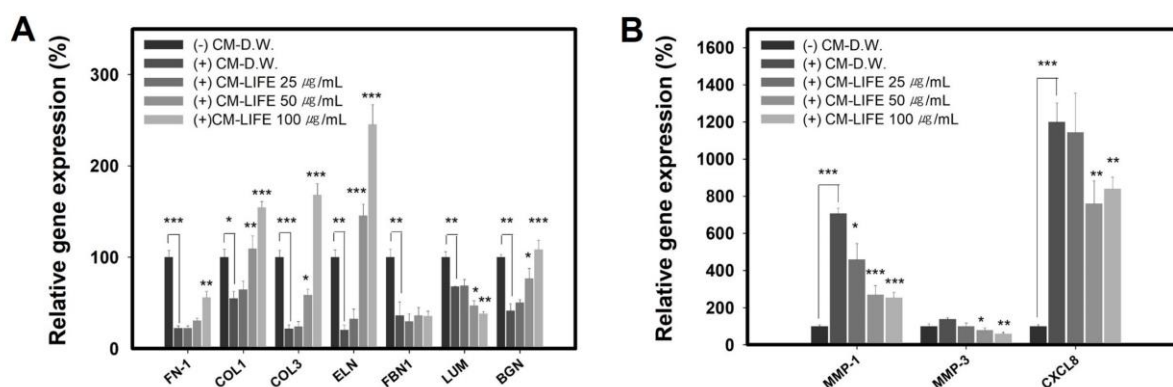 A
Relative gene expression (%)
300
200
100
0
(-) CM-D.W.
(+) CM-D.W.
(+) CM-LIFE 25 ㎍/mL
(+) CM-LIFE 50 ㎍/mL
(+)CM-LIFE 100 ㎍/mL
***
**
*
**
***
***
*
***
**
***
***
**
**
*
**
**
*
***
FN-1
COL1
COL3
ELN
FBN1
LUM
BGN
B
Relative gene expression (%)
1600
1400
1200
1000
800
600
400
200
0
(-) CM-D.W.
(+) CM-D.W.
(+) CM-LIFE 25 ㎍/mL
(+) CM-LIFE 50 ㎍/mL
(+) CM-LIFE 100 ㎍/mL
***
*
***
***
*
**
***
**
**
MMP-1
MMP-3
CXCL8